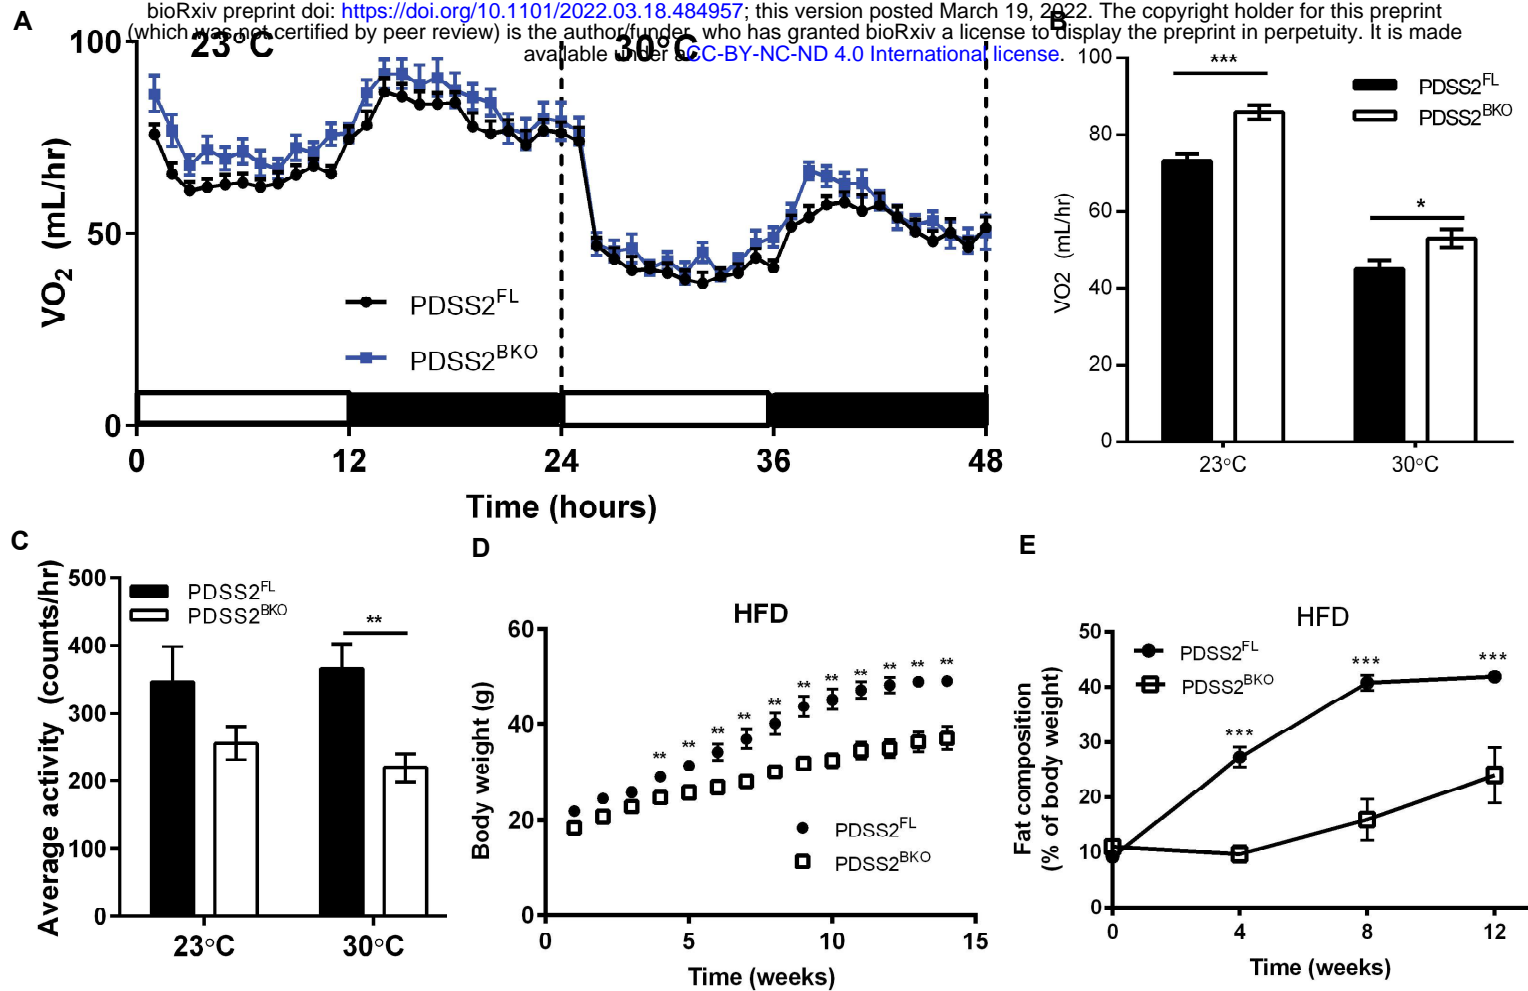 bioRxiv preprint doi: https://doi.org/10.1101/2022.03.18.484957; this version posted March 19, 2022. The copyright holder for this preprint
(which was not certified by peer review) is the author/funder, who has granted bioRxiv a license to display the preprint in perpetuity. It is made
available under aCC-BY-NC-ND 4.0 International license.
A
23°C
30°C
100
50
0
VO2 (mL/hr)
PDSS2FL
PDSS2BKO
0 12 24 36 48
Time (hours)
B
100
80
60
40
20
0
VO2 (mL/hr)
***
*
PDSS2FL
PDSS2BKO
23°C 30°C
C
500
400
300
200
100
0
Average activity (counts/hr)
PDSS2FL
PDSS2BKO
**
23°C 30°C
D
HFD
60
40
20
0
Body weight (g)
** ** ** ** ** ** ** ** ** ** **
PDSS2FL
PDSS2BKO
0 5 10 15
Time (weeks)
E
HFD
50
40
30
20
10
0
Fat composition
(% of body weight)
PDSS2FL
PDSS2BKO
*** *** ***
0 4 8 12
Time (weeks)